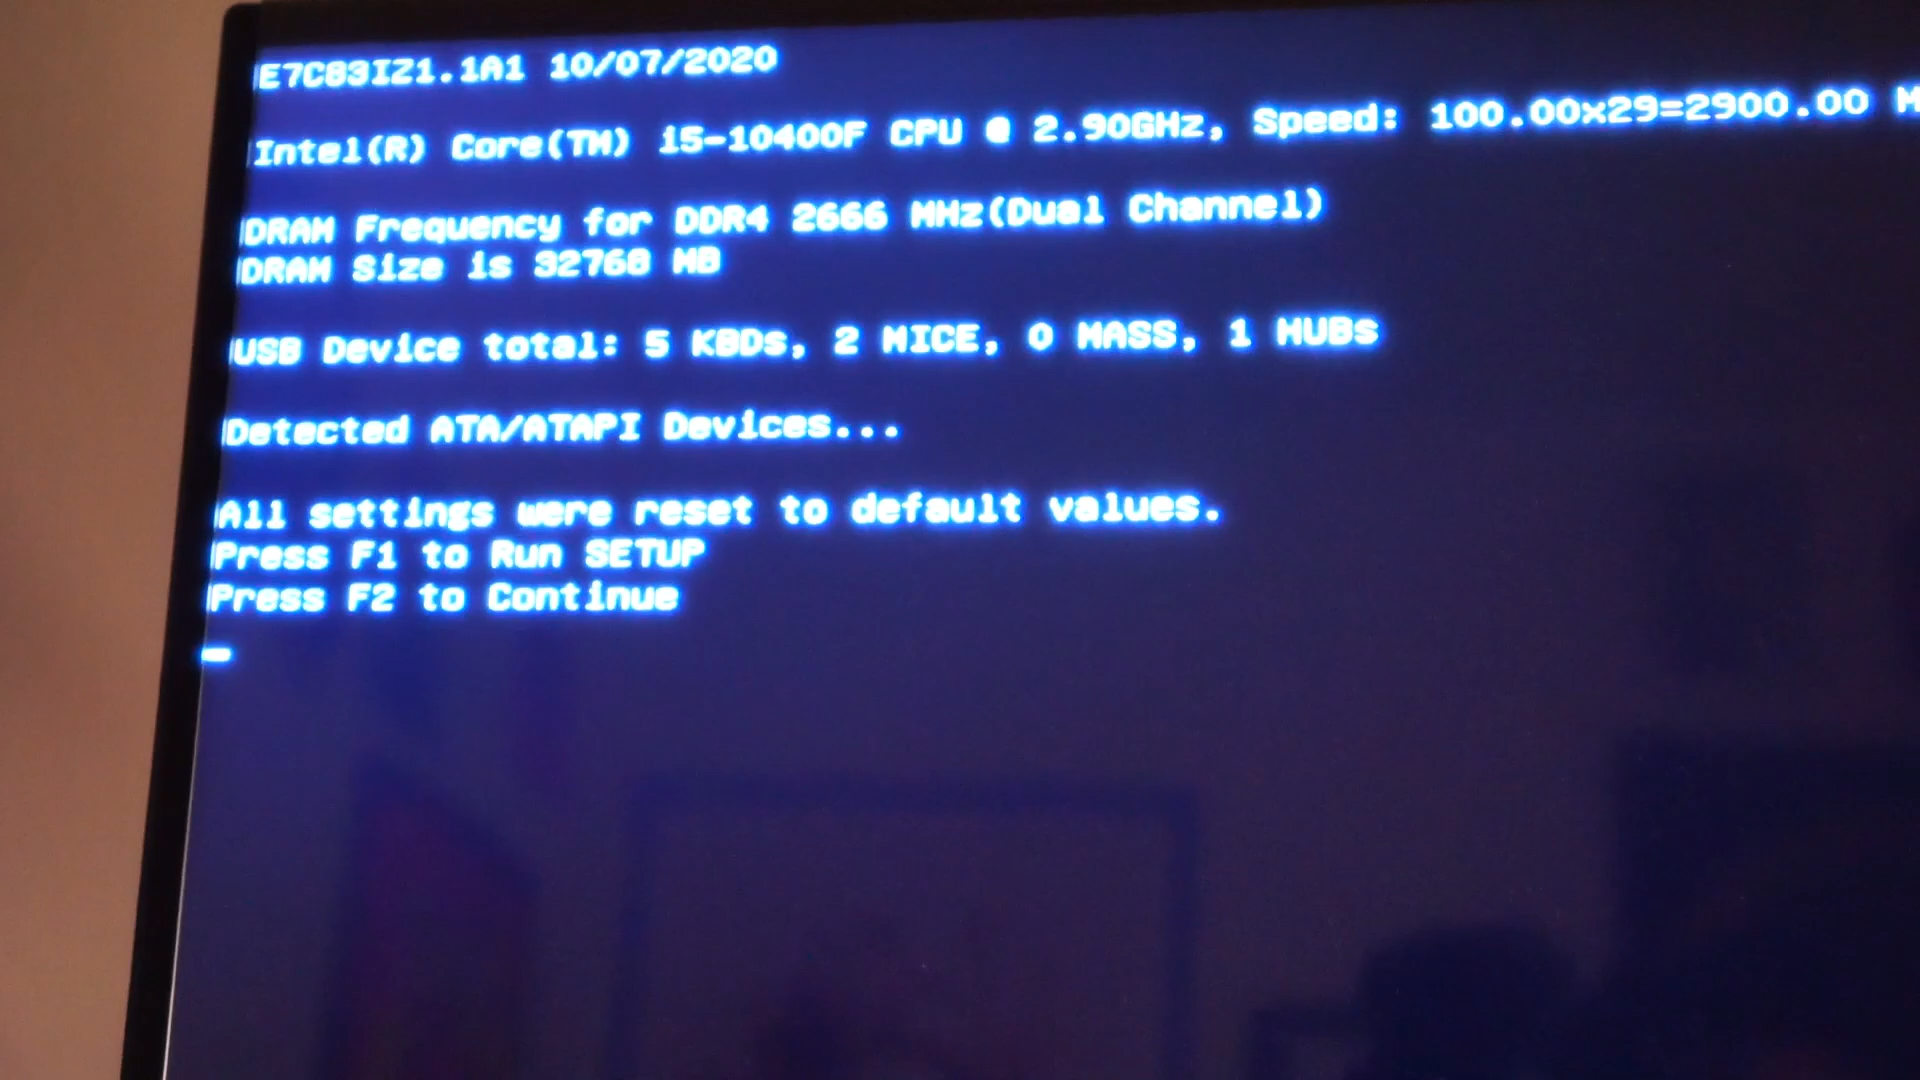 E7C83IZ1.1A1 10/07/2020
Intel(R) Core(TM) i5-10400F CPU @ 2.90GHz, Speed: 100.00x29=2900.00 M
DRAM Frequency for DDR4 2666 MHz(Dual Channel)
DRAM Size is 32768 MB
USB Device total: 5 KBDs, 2 MICE, 0 MASS, 1 HUBs
Detected ATA/ATAPI Devices...
All settings were reset to default values.
Press F1 to Run SETUP
Press F2 to Continue